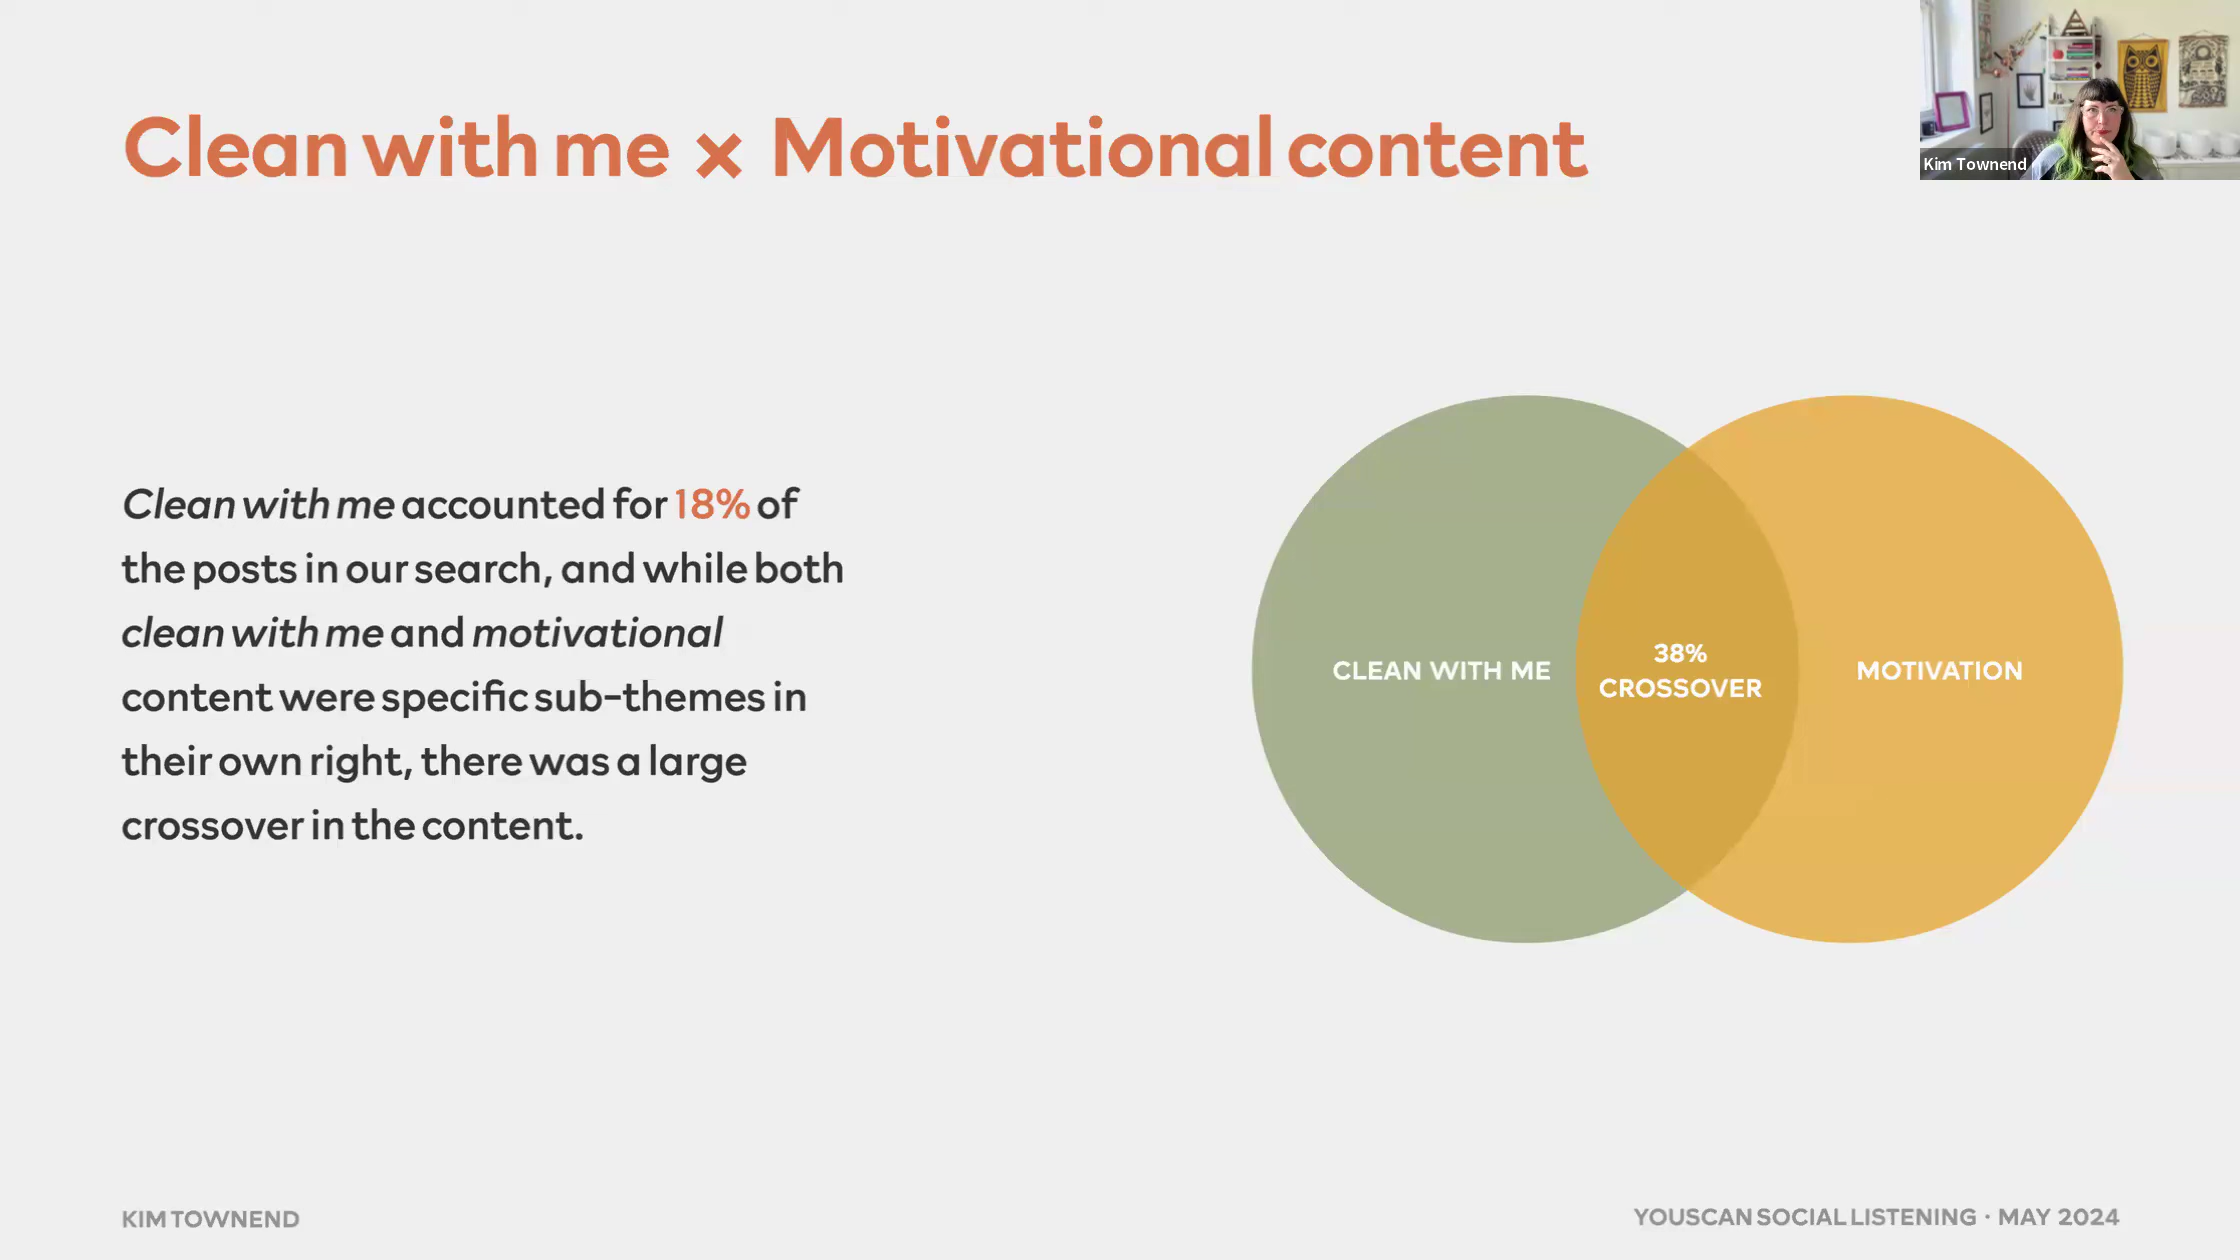 Clean with me × Motivational content
Kim Townend
Clean with me accounted for 18% of
the posts in our search, and while both
clean with me and motivational
content were specific sub-themes in
their own right, there was a large
crossover in the content.
CLEAN WITH ME
38%
CROSSOVER
MOTIVATION
KIM TOWNEND
YOUSCAN SOCIAL LISTENING · MAY 2024